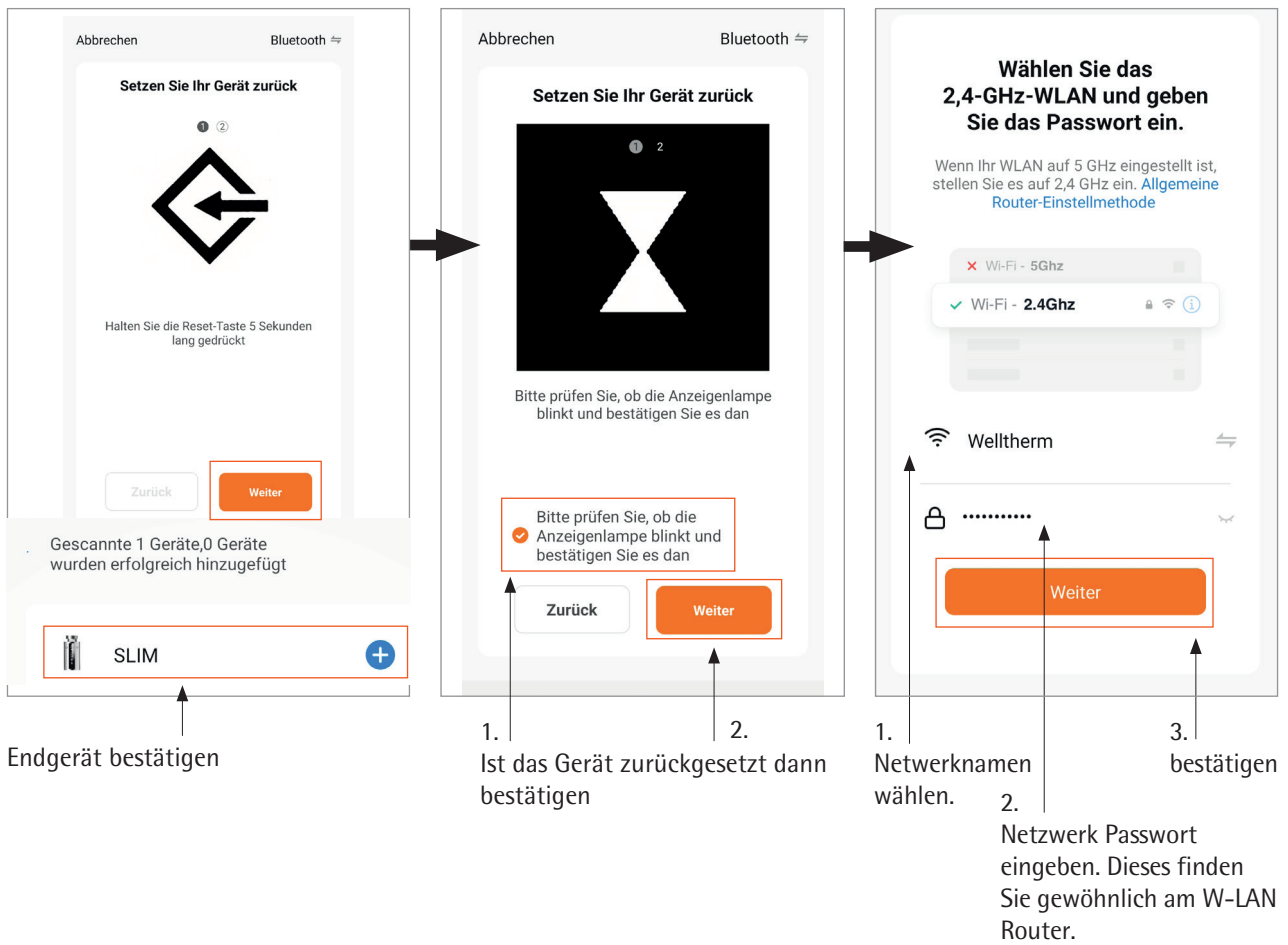 Abbrechen Bluetooth
Setzen Sie Ihr Gerät zurück
1 2
Halten Sie die Reset-Taste 5 Sekunden
lang gedrückt
Zurück Weiter
Gescannte 1 Geräte,0 Geräte
wurden erfolgreich hinzugefügt
SLIM
Endgerät bestätigen
Abbrechen Bluetooth
Setzen Sie Ihr Gerät zurück
1 2
Bitte prüfen Sie, ob die Anzeigenlampe
blinkt und bestätigen Sie es dan
Bitte prüfen Sie, ob die
Anzeigenlampe blinkt und
bestätigen Sie es dan
Zurück Weiter
1. 2.
Ist das Gerät zurückgesetzt dann
bestätigen
Wählen Sie das
2,4-GHz-WLAN und geben
Sie das Passwort ein.
Wenn Ihr WLAN auf 5 GHz eingestellt ist,
stellen Sie es auf 2,4 GHz ein. Allgemeine
Router-Einstellmethode
Wi-Fi - 5Ghz
Wi-Fi - 2.4Ghz
Welltherm
Weiter
1.
Netwerknamen
wählen.
2.
Netzwerk Passwort
eingeben. Dieses finden
Sie gewöhnlich am W-LAN
Router.
3.
bestätigen